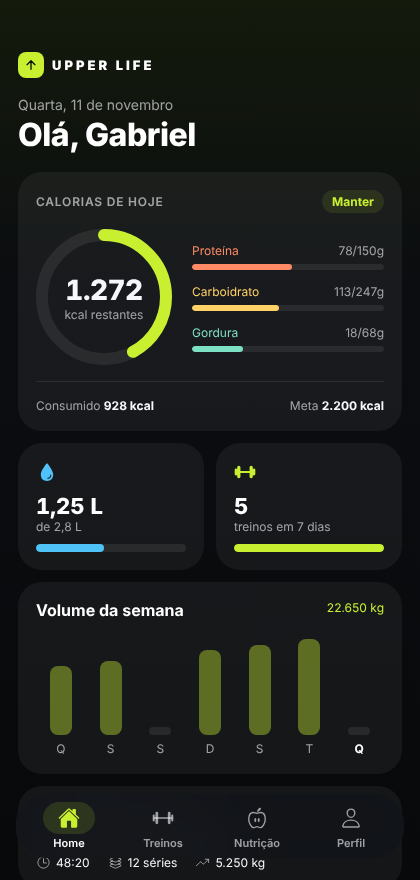 UPPER LIFE
Quarta, 11 de novembro
Olá, Gabriel
CALORIAS DE HOJE
Manter
1.272
kcal restantes
Proteína 78/150g
Carboidrato 113/247g
Gordura 18/68g
Consumido 928 kcal
Meta 2.200 kcal
1,25 L
de 2,8 L
5
treinos em 7 dias
Volume da semana
22.650 kg
Q S S D S T Q
Home
Treinos
Nutrição
Perfil
48:20
12 séries
5.250 kg